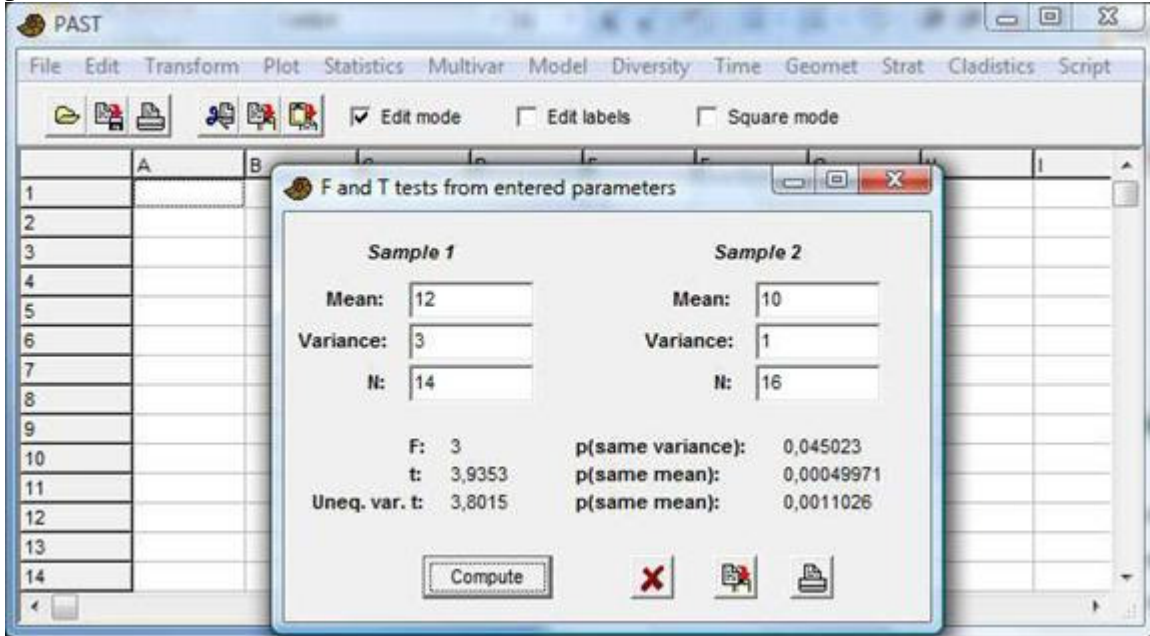 PAST
File Edit Transform Plot Statistics Multivar Model Diversity Time Geomet Strat Cladistics Script
Edit mode Edit labels Square mode
A B I
1
2
3
4
5
6
7
8
9
10
11
12
13
14
F and T tests from entered parameters
Sample 1 Sample 2
Mean: 12 Mean: 10
Variance: 3 Variance: 1
N: 14 N: 16
F: 3 p(same variance): 0,045023
t: 3,9353 p(same mean): 0,00049971
Uneq. var. t: 3,8015 p(same mean): 0,0011026
Compute